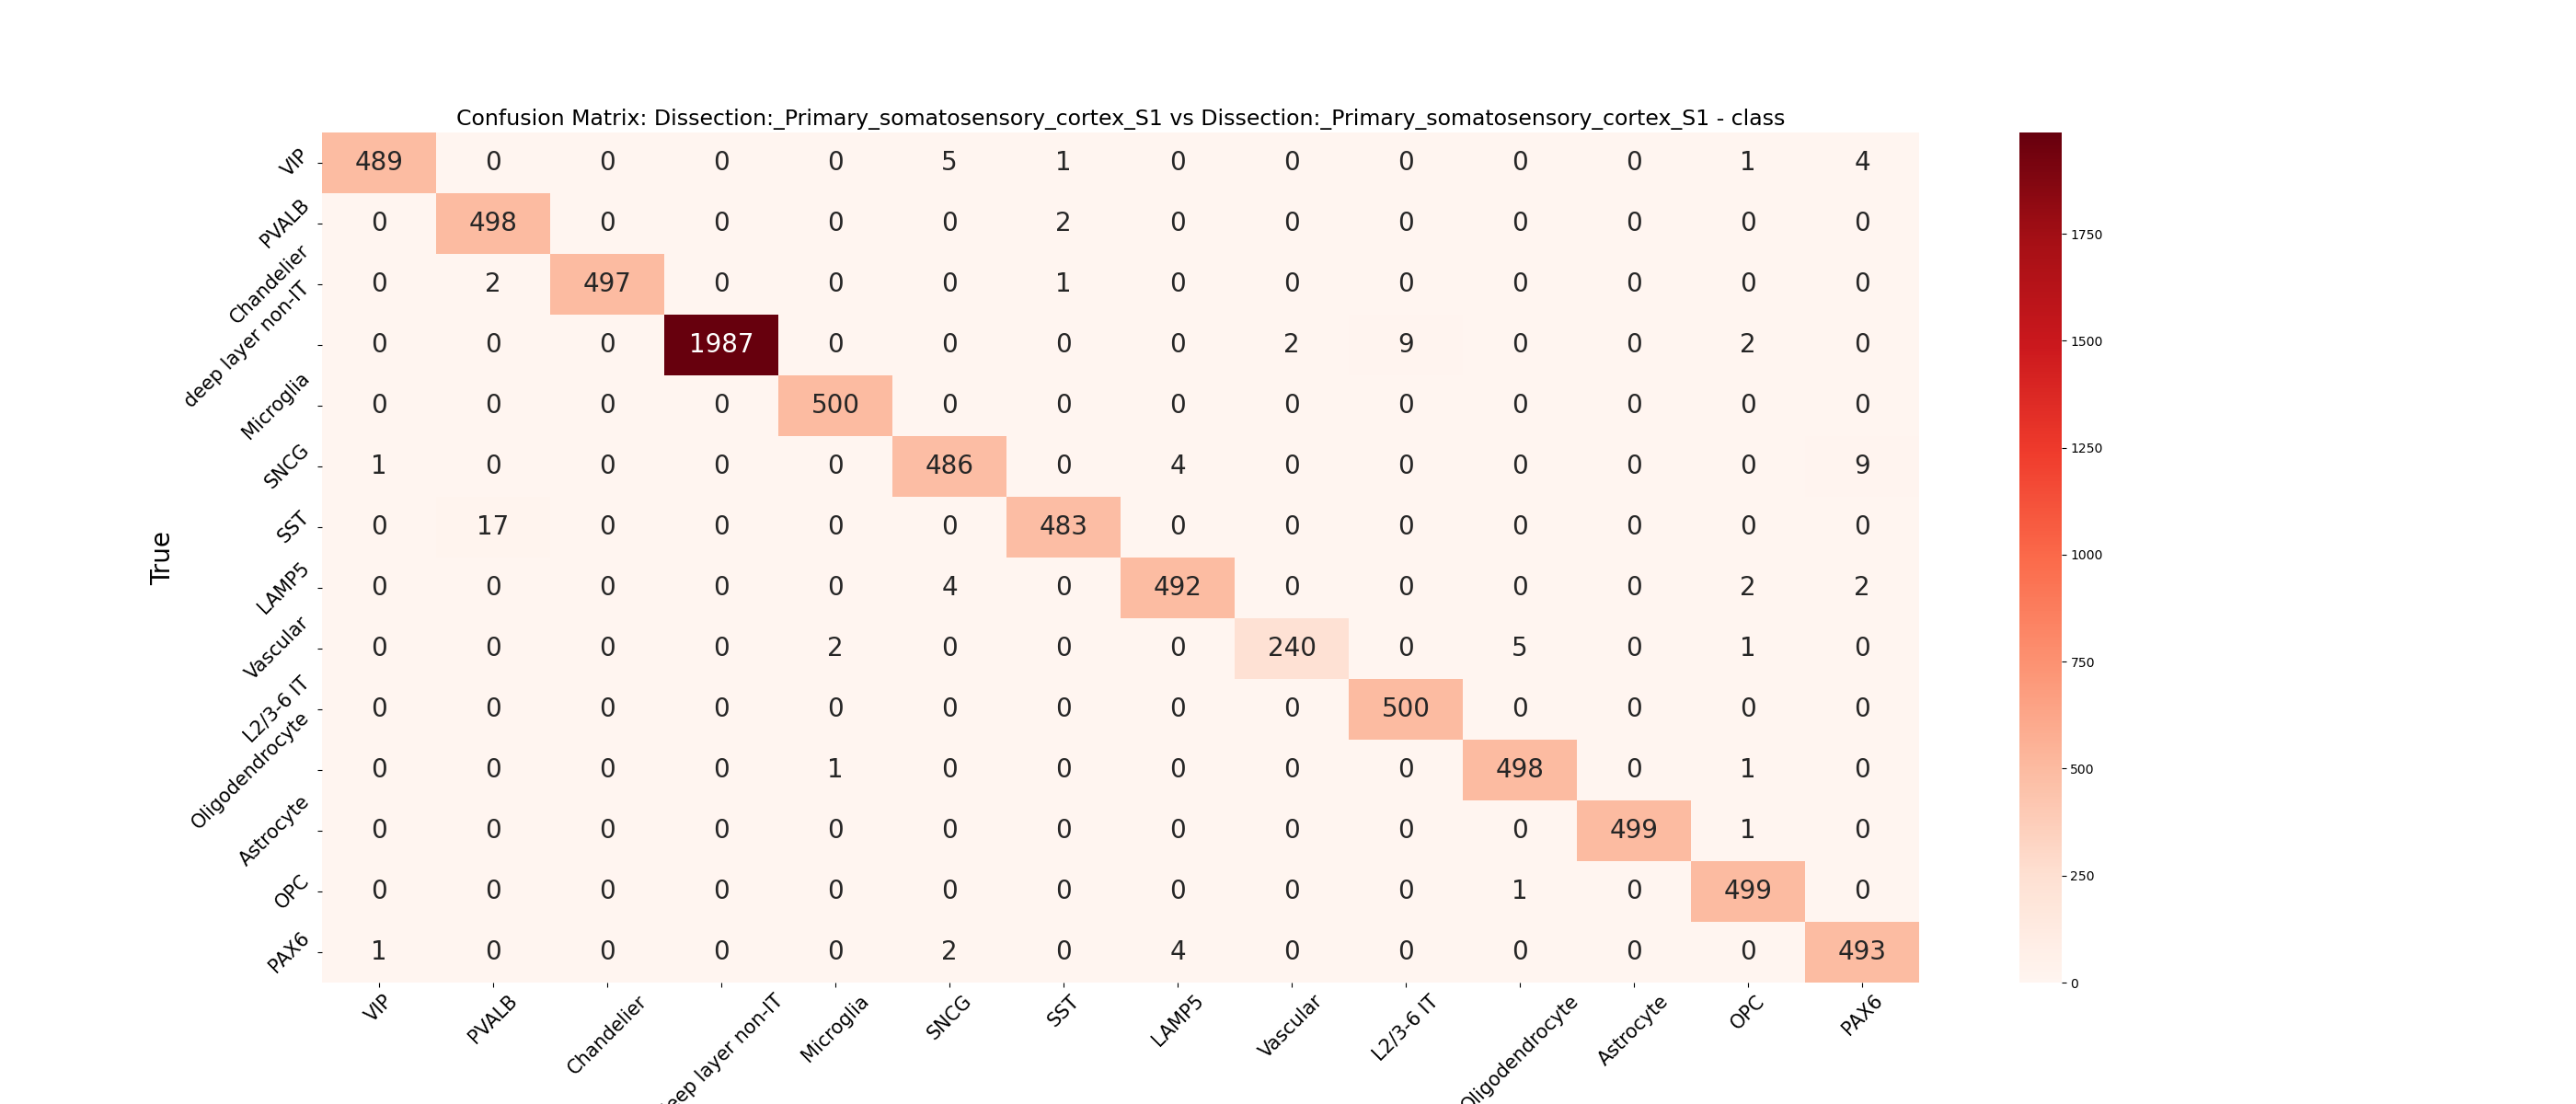 Confusion Matrix: Dissection:_Primary_somatosensory_cortex_S1 vs Dissection:_Primary_somatosensory_cortex_S1 - class
VIP 489 0 0 0 0 5 1 0 0 0 0 0 1 4
PVALB 0 498 0 0 0 0 2 0 0 0 0 0 0 0
Chandelier 0 2 497 0 0 0 1 0 0 0 0 0 0 0
deep layer non-IT 0 0 0 1987 0 0 0 0 2 9 0 0 2 0
Microglia 0 0 0 0 500 0 0 0 0 0 0 0 0 0
SNCG 1 0 0 0 0 486 0 4 0 0 0 0 0 9
SST 0 17 0 0 0 0 483 0 0 0 0 0 0 0
LAMP5 0 0 0 0 0 4 0 492 0 0 0 0 2 2
Vascular 0 0 0 0 2 0 0 0 240 0 5 0 1 0
L2/3-6 IT 0 0 0 0 0 0 0 0 0 500 0 0 0 0
Oligodendrocyte 0 0 0 0 1 0 0 0 0 0 498 0 1 0
Astrocyte 0 0 0 0 0 0 0 0 0 0 0 499 1 0
OPC 0 0 0 0 0 0 0 0 0 0 1 0 499 0
PAX6 1 0 0 0 0 2 0 4 0 0 0 0 0 493
True
VIP PVALB Chandelier eep layer non-IT Microglia SNCG SST LAMP5 Vascular L2/3-6 IT Oligodendrocyte Astrocyte OPC PAX6
1750
1500
1250
1000
750
500
250
0